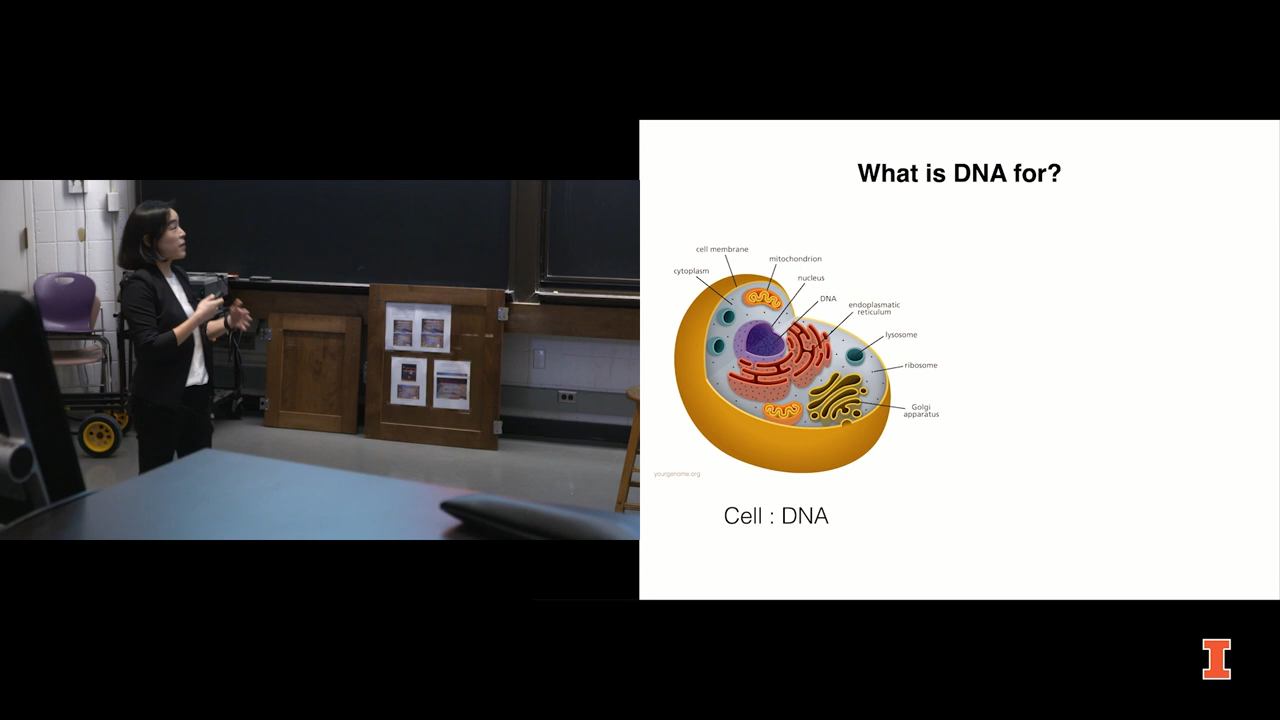 What is DNA for?
cell membrane
mitochondrion
cytoplasm
nucleus
DNA
endoplasmatic
reticulum
lysosome
ribosome
Golgi
apparatus
yourgenome.org
Cell : DNA
I